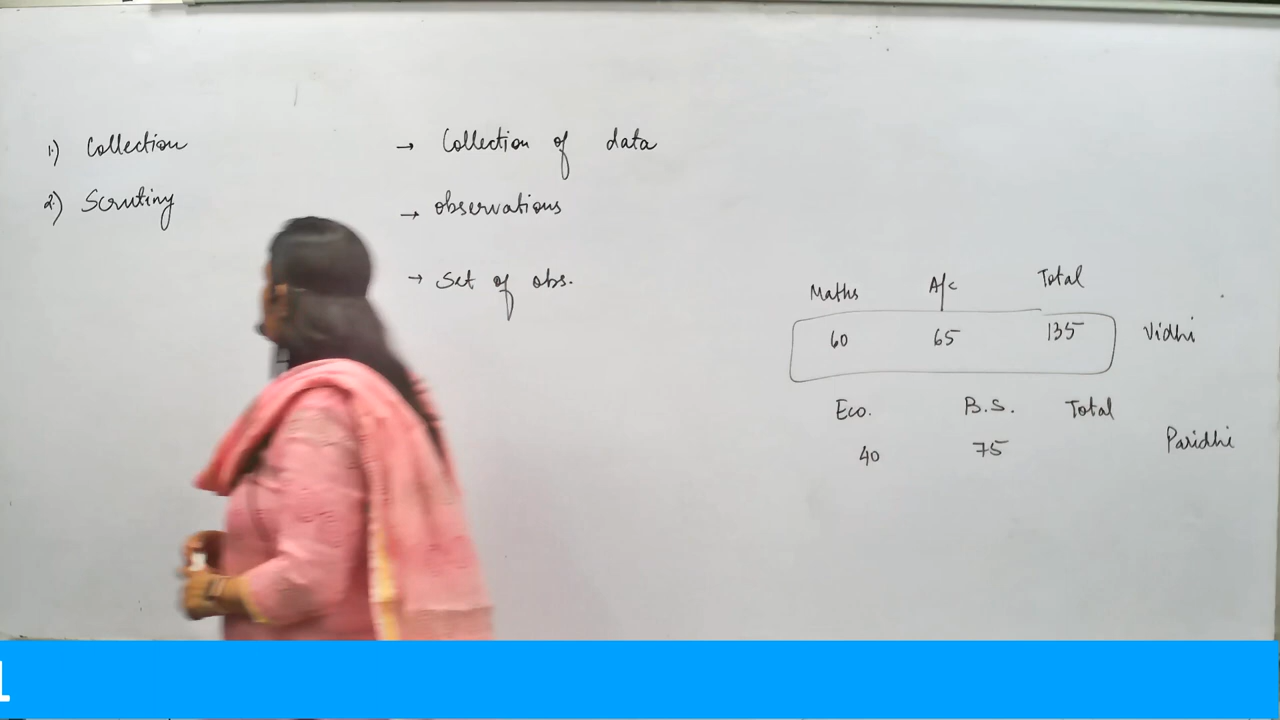 1.) Collection → Collection of data
2.) Scrutiny → observations
→ Set of obs.
Maths A/c Total
60 65 135 Vidhi
Eco. B.S. Total
40 75 Paridhi
1